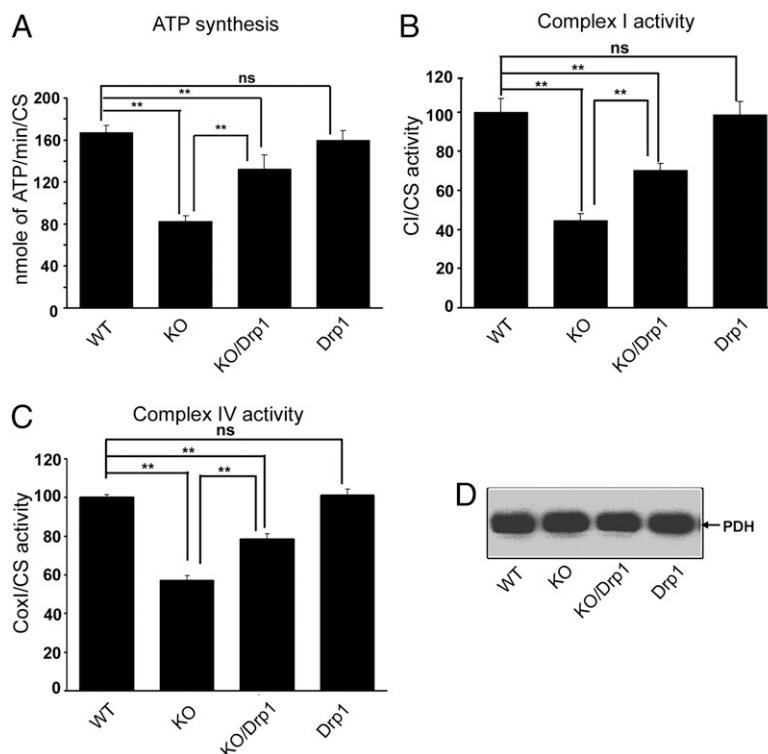 A
ATP synthesis
ns
**
**
**
nmole of ATP/min/CS
200
160
120
80
40
0
WT
KO
KO/Drp1
Drp1
B
Complex I activity
ns
**
**
**
CI/CS activity
120
100
80
60
40
20
0
WT
KO
KO/Drp1
Drp1
C
Complex IV activity
ns
**
**
**
CoxI/CS activity
120
100
80
60
40
20
0
WT
KO
KO/Drp1
Drp1
D
PDH
WT
KO
KO/Drp1
Drp1